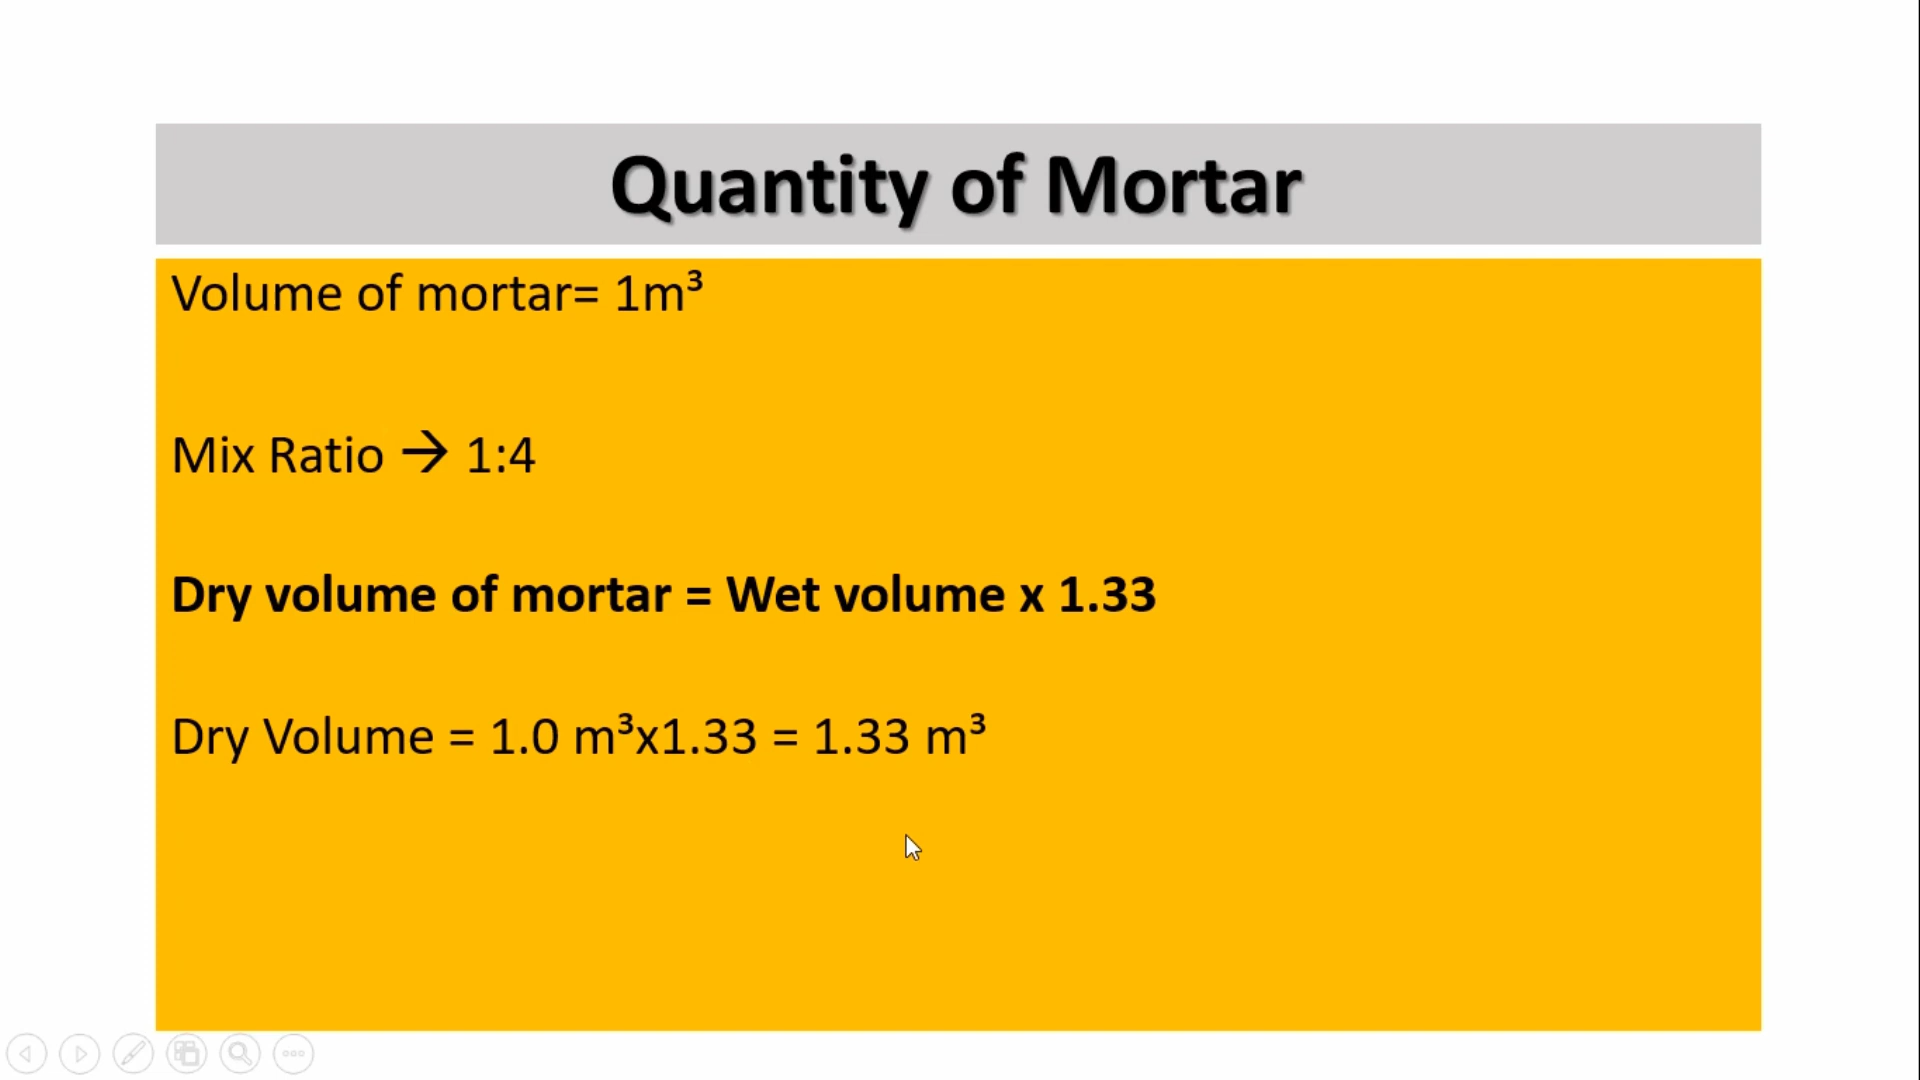 Quantity of Mortar
Volume of mortar= 1m³
Mix Ratio → 1:4
Dry volume of mortar = Wet volume x 1.33
Dry Volume = 1.0 m³x1.33 = 1.33 m³